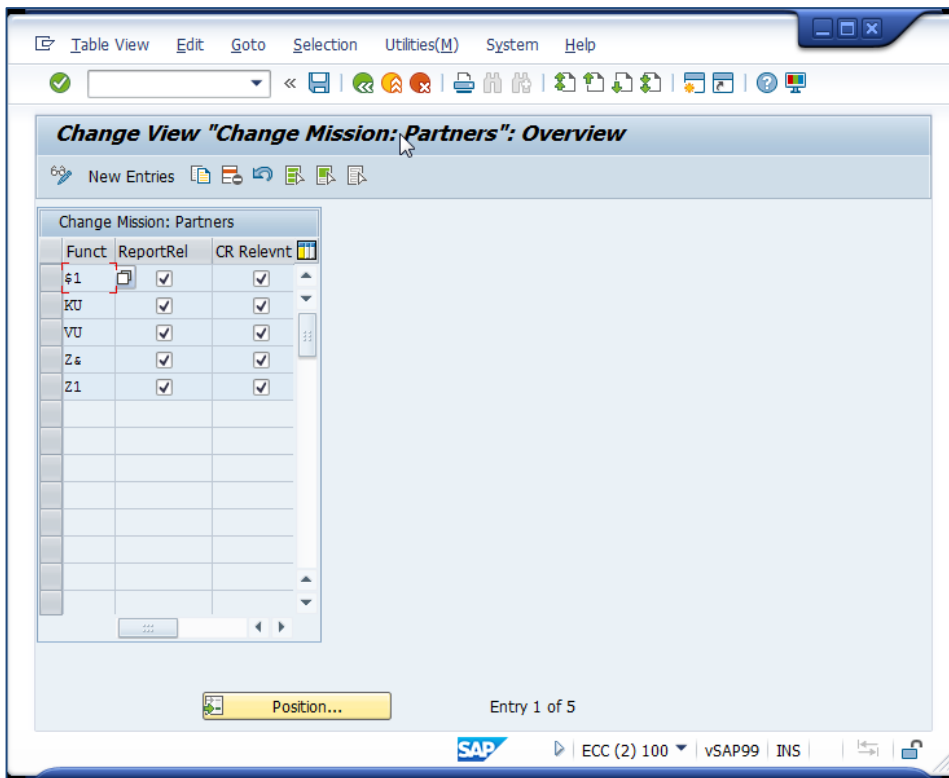 Table View Edit Goto Selection Utilities(M) System Help
Change View "Change Mission: Partners": Overview
New Entries
Change Mission: Partners
Funct ReportRel CR Relevnt
$1
KU
VU
Z&
Z1
Position... Entry 1 of 5
SAP ECC (2) 100 vSAP99 INS